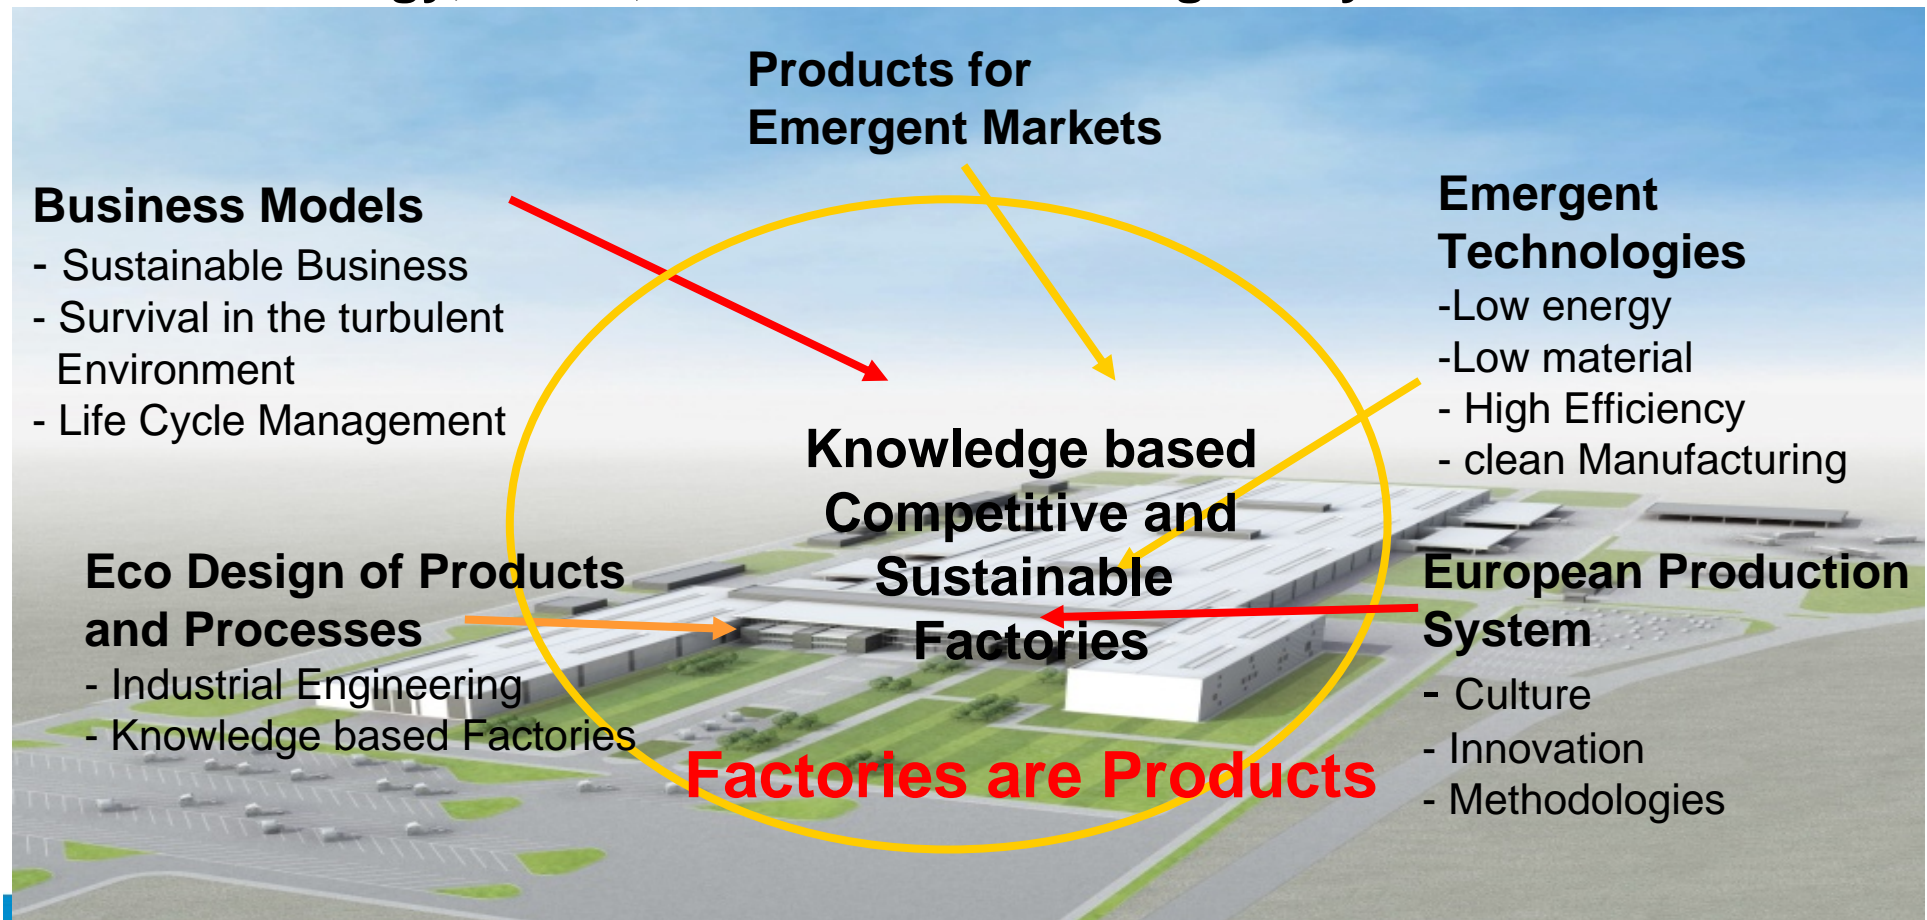 Products for
Emergent Markets
Business Models
- Sustainable Business
- Survival in the turbulent
Environment
- Life Cycle Management
Emergent
Technologies
-Low energy
-Low material
- High Efficiency
- clean Manufacturing
Knowledge based
Competitive and
Sustainable
Factories
Eco Design of Products
and Processes
- Industrial Engineering
- Knowledge based Factories
European Production
System
- Culture
- Innovation
- Methodologies
Factories are Products